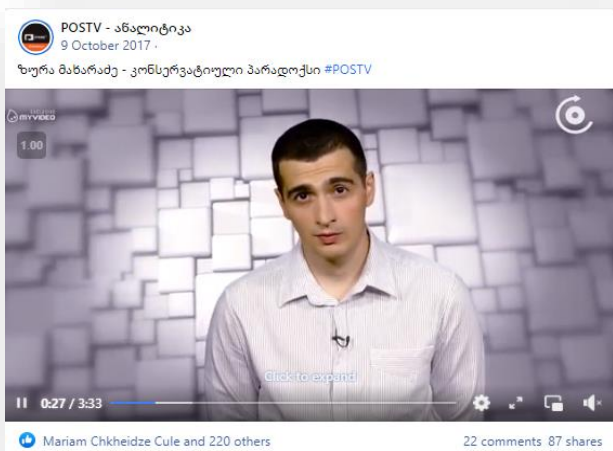 POSTV - ანალიტიკა
9 October 2017 ·
ზურა მახარაძე - კონსერვატიული პარადოქსი #POSTV
MYVIDEO
1.00
Click to expand
0:27 / 3:33
Mariam Chkheidze Cule and 220 others
22 comments 87 shares